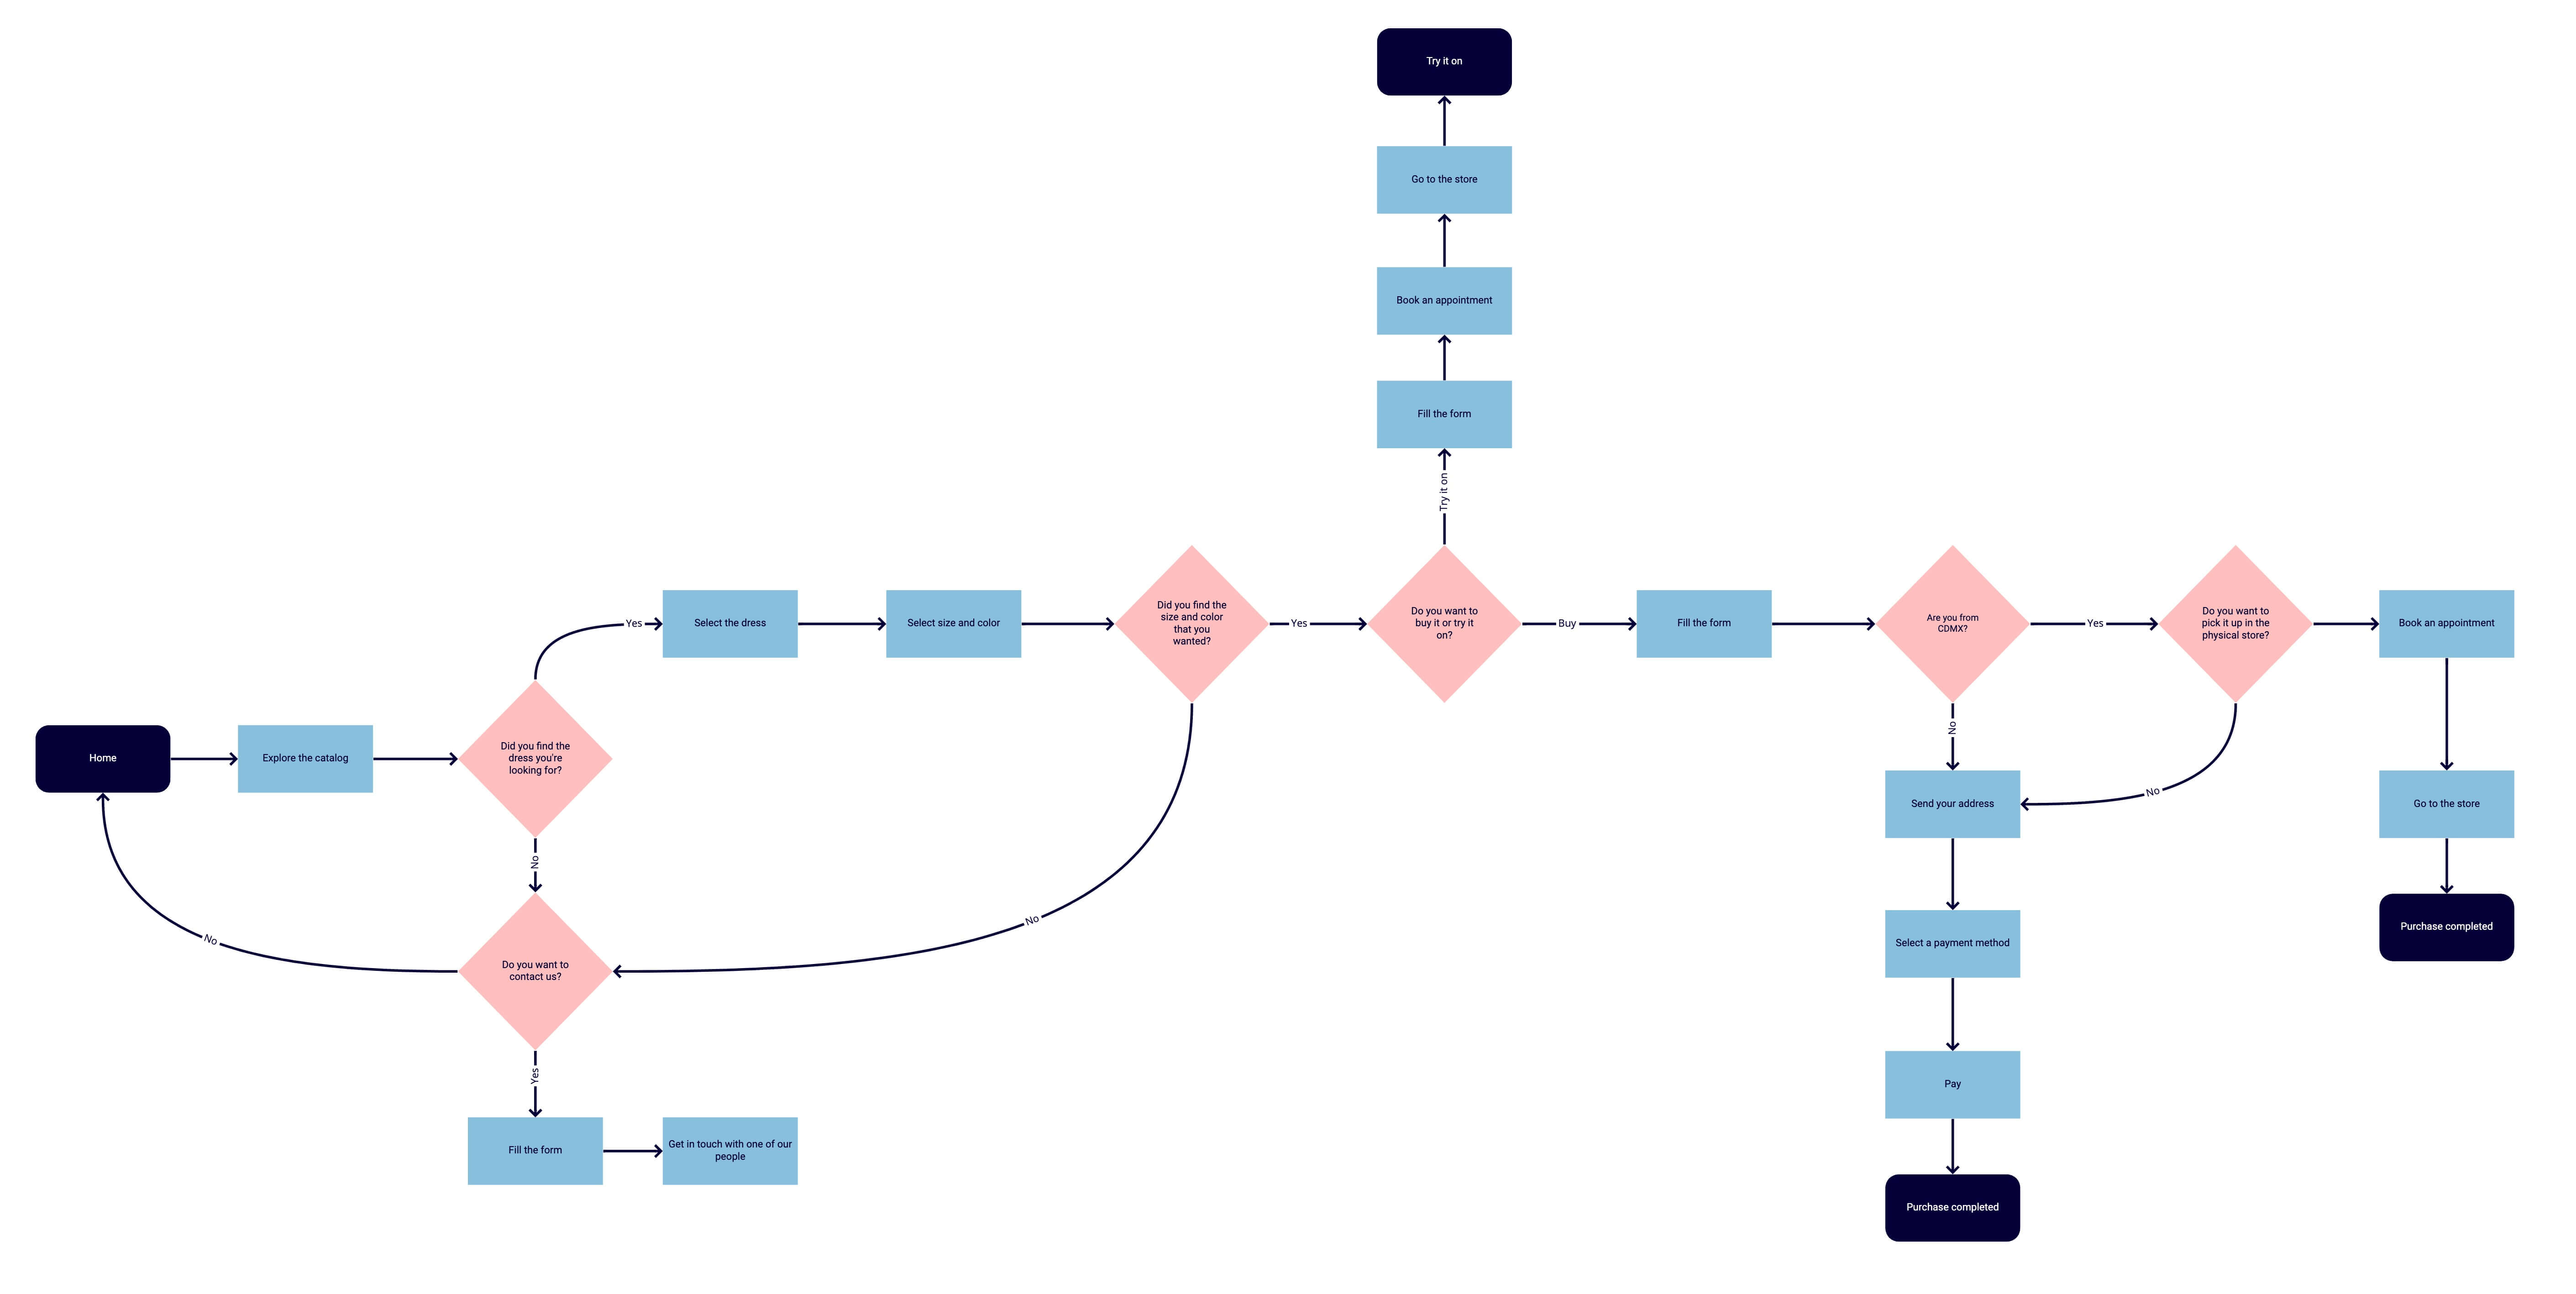 Try it on
Go to the store
Book an appointment
Fill the form
Try it on
Did you find the
size and color
that you
wanted?
Yes
Do you want to
buy it or try it
on?
Buy
Fill the form
Are you from
CDMX?
Yes
Do you want to
pick it up in the
physical store?
Book an appointment
Yes
Select the dress
Select size and color
Home
Explore the catalog
Did you find the
dress you're
looking for?
No
No
Send your address
No
Go to the store
No
No
Do you want to
contact us?
No
Select a payment method
Purchase completed
Yes
Fill the form
Get in touch with one of our
people
Pay
Purchase completed